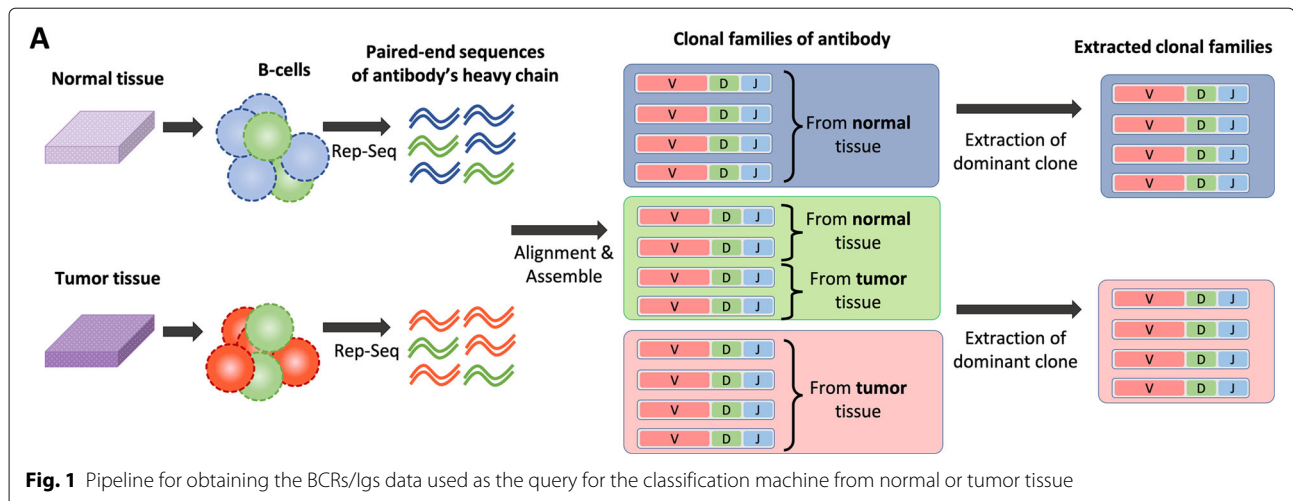 A
Normal tissue
B-cells
Paired-end sequences
of antibody's heavy chain
Rep-Seq
Tumor tissue
Rep-Seq
Alignment &
Assemble
Clonal families of antibody
V D J
V D J
V D J
V D J
From normal
tissue
V D J
V D J
From normal
tissue
V D J
V D J
From tumor
tissue
V D J
V D J
V D J
V D J
From tumor
tissue
Extraction of
dominant clone
Extraction of
dominant clone
Extracted clonal families
V D J
V D J
V D J
V D J
V D J
V D J
V D J
V D J
Fig. 1 Pipeline for obtaining the BCRs/Igs data used as the query for the classification machine from normal or tumor tissue